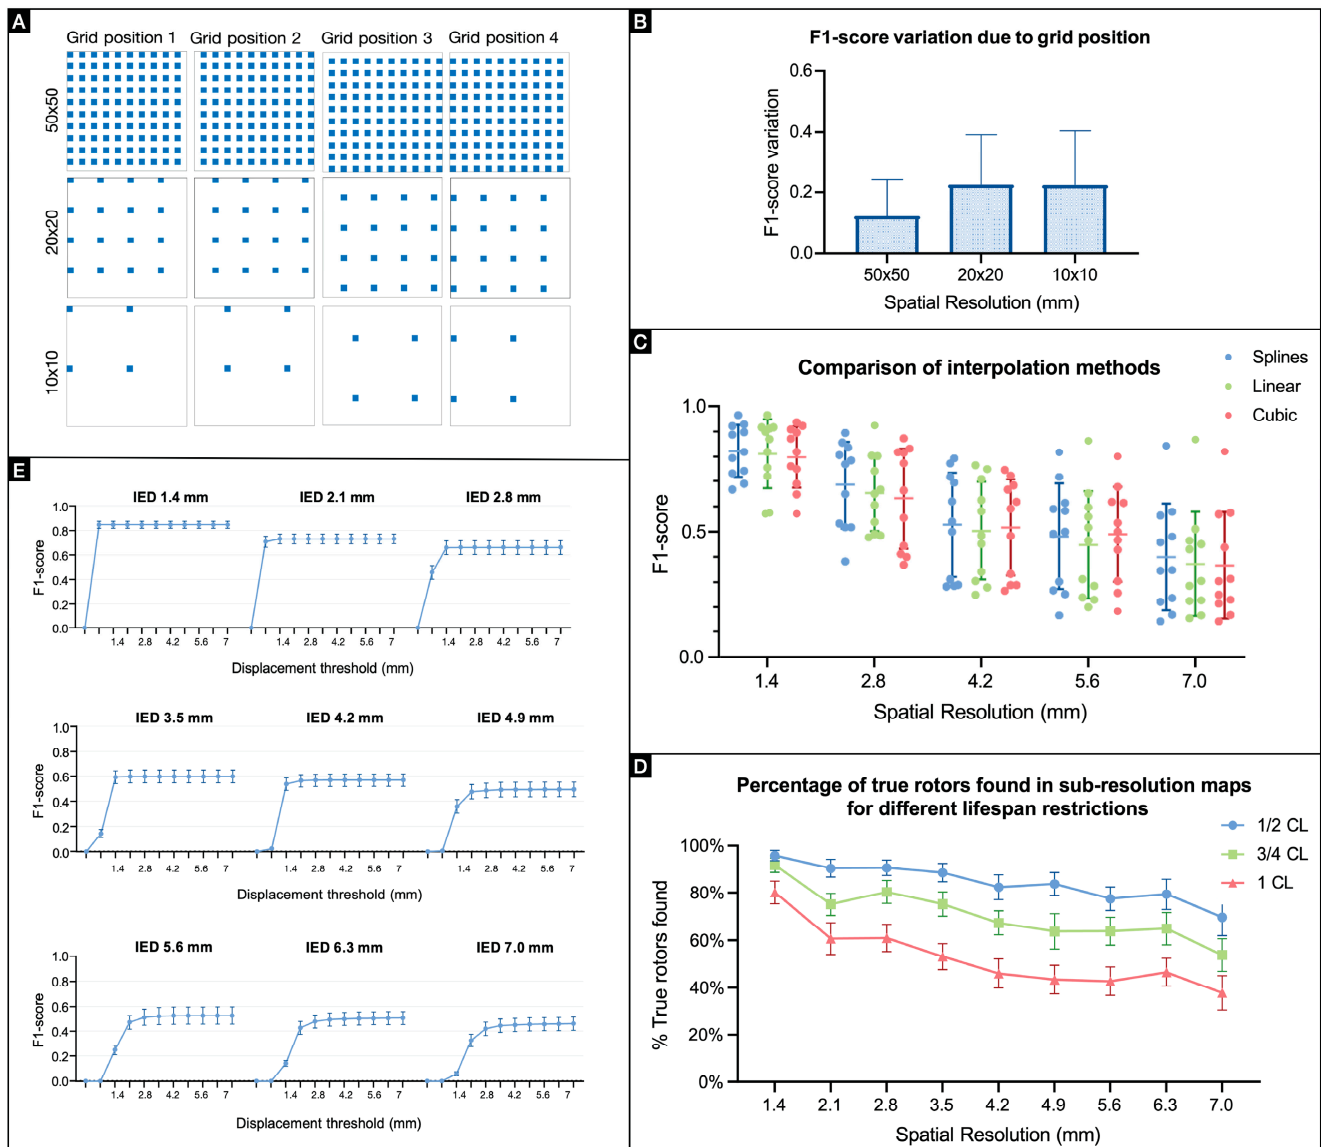 A
Grid position 1 Grid position 2 Grid position 3 Grid position 4
50x50
20x20
10x10
B
F1-score variation due to grid position
F1-score variation
0.6
0.4
0.2
0.0
50x50 20x20 10x10
Spatial Resolution (mm)
C
Comparison of interpolation methods
Splines
Linear
Cubic
F1-score
1.0
0.5
0.0
1.4 2.8 4.2 5.6 7.0
Spatial Resolution (mm)
D
Percentage of true rotors found in sub-resolution maps
for different lifespan restrictions
1/2 CL
3/4 CL
1 CL
% True rotors found
100%
80%
60%
40%
20%
0%
1.4 2.1 2.8 3.5 4.2 4.9 5.6 6.3 7.0
Spatial Resolution (mm)
E
IED 1.4 mm IED 2.1 mm IED 2.8 mm
F1-score
1.0
0.8
0.6
0.4
0.2
0.0
1.4 2.8 4.2 5.6 7 1.4 2.8 4.2 5.6 7 1.4 2.8 4.2 5.6 7
Displacement threshold (mm)
IED 3.5 mm IED 4.2 mm IED 4.9 mm
F1-score
1.0
0.8
0.6
0.4
0.2
0.0
1.4 2.8 4.2 5.6 7 1.4 2.8 4.2 5.6 7 1.4 2.8 4.2 5.6 7
Displacement threshold (mm)
IED 5.6 mm IED 6.3 mm IED 7.0 mm
F1-score
1.0
0.8
0.6
0.4
0.2
0.0
1.4 2.8 4.2 5.6 7 1.4 2.8 4.2 5.6 7 1.4 2.8 4.2 5.6 7
Displacement threshold (mm)